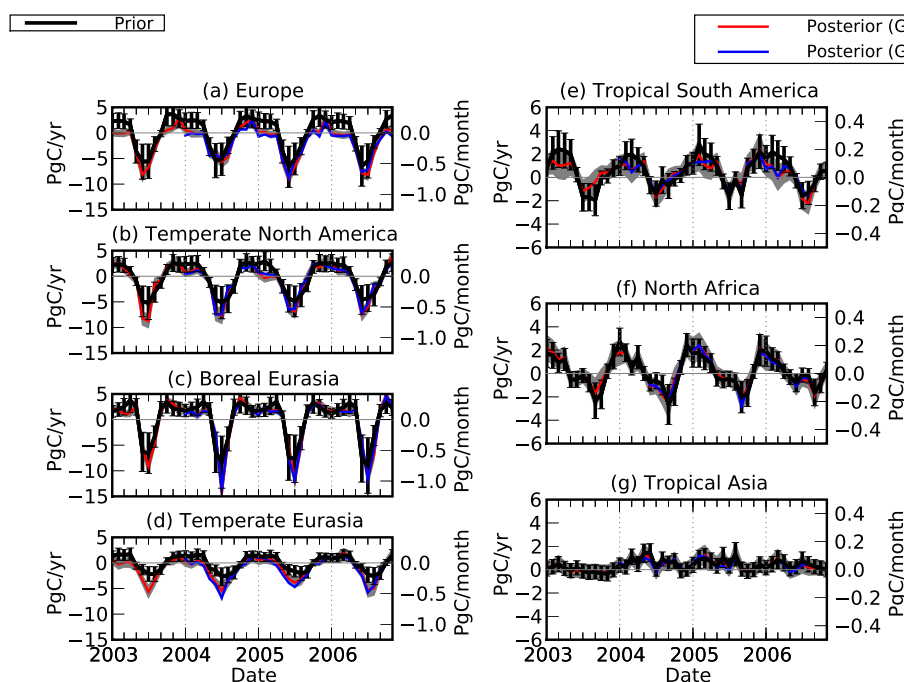 Prior
Posterior (G
Posterior (G
(a) Europe
5
0
−5
−10
−15
PgC/yr
0.0
−0.5
−1.0
PgC/month
(b) Temperate North America
5
0
−5
−10
−15
PgC/yr
0.0
−0.5
−1.0
PgC/month
(c) Boreal Eurasia
5
0
−5
−10
−15
PgC/yr
0.0
−0.5
−1.0
PgC/month
(d) Temperate Eurasia
5
0
−5
−10
−15
PgC/yr
0.0
−0.5
−1.0
PgC/month
2003 2004 2005 2006
Date
(e) Tropical South America
6
4
2
0
−2
−4
−6
PgC/yr
0.4
0.2
0.0
−0.2
−0.4
PgC/month
(f) North Africa
6
4
2
0
−2
−4
−6
PgC/yr
0.4
0.2
0.0
−0.2
−0.4
PgC/month
(g) Tropical Asia
6
4
2
0
−2
−4
−6
PgC/yr
0.4
0.2
0.0
−0.2
−0.4
PgC/month
2003 2004 2005 2006
Date